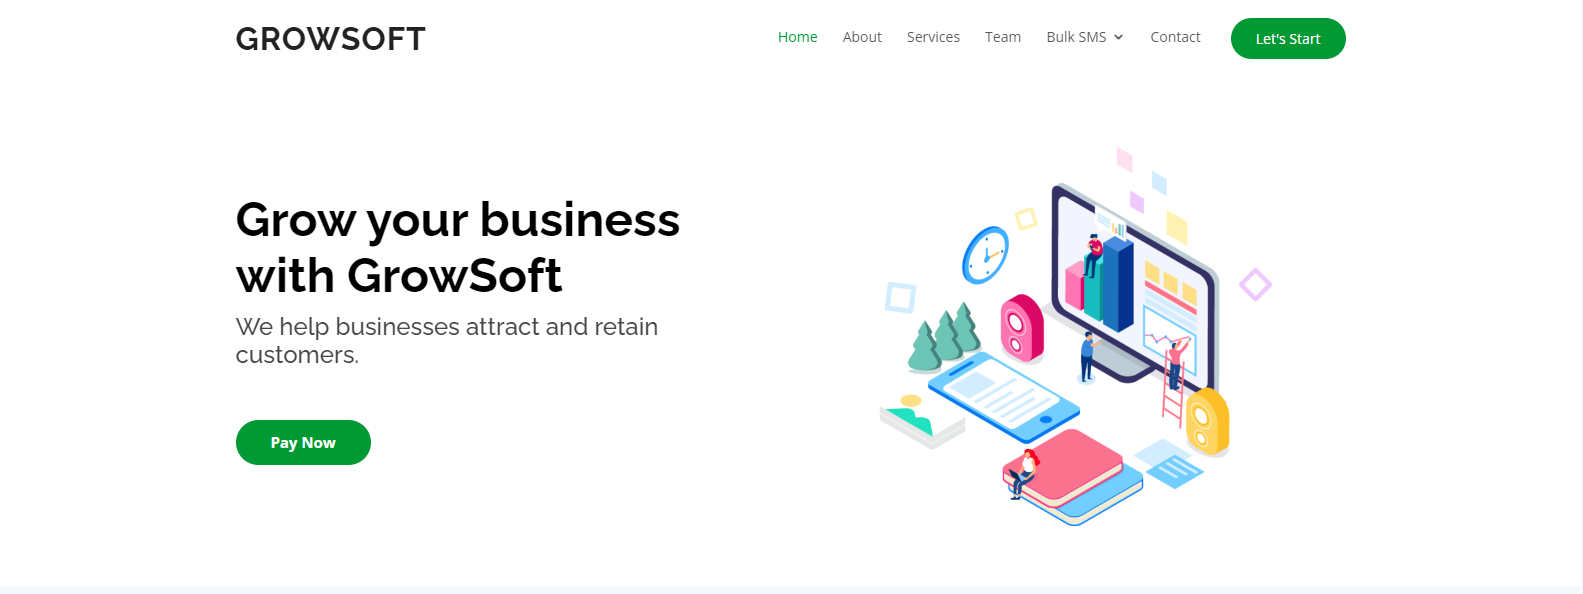 GROWSOFT
Home About Services Team Bulk SMS Contact Let's Start
Grow your business
with GrowSoft
We help businesses attract and retain
customers.
Pay Now